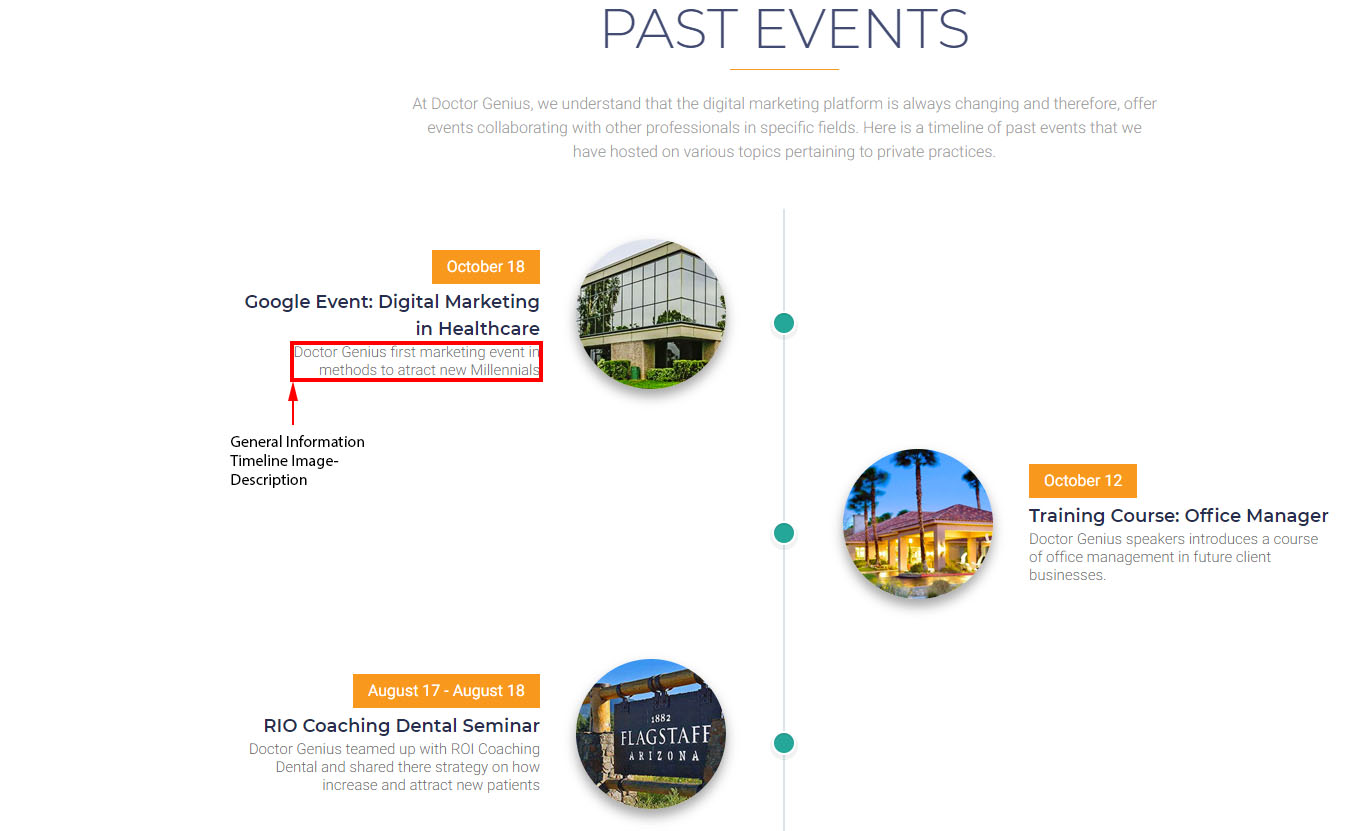 PAST EVENTS
At Doctor Genius, we understand that the digital marketing platform is always changing and therefore, offer
events collaborating with other professionals in specific fields. Here is a timeline of past events that we
have hosted on various topics pertaining to private practices.
October 18
Google Event: Digital Marketing
in Healthcare
Doctor Genius first marketing event in
methods to atract new Millennials
General Information
Timeline Image-
Description
October 12
Training Course: Office Manager
Doctor Genius speakers introduces a course
of office management in future client
businesses.
August 17 - August 18
RIO Coaching Dental Seminar
Doctor Genius teamed up with ROI Coaching
Dental and shared there strategy on how
increase and attract new patients
1882
FLAGSTAFF
ARIZONA